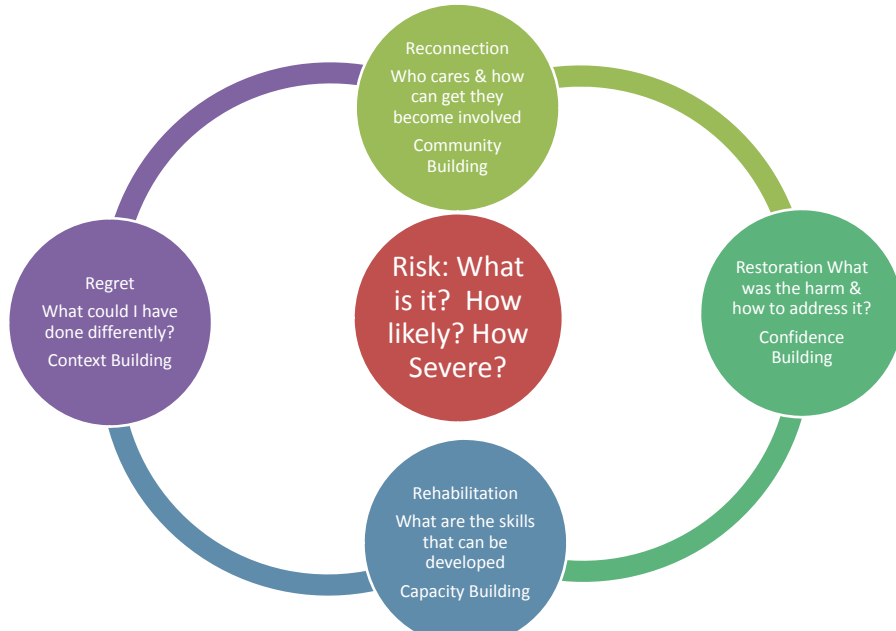 Reconnection
Who cares & how
can get they
become involved
Community
Building
Regret
What could I have
done differently?
Context Building
Risk: What
is it?  How
likely? How
Severe?
Restoration What
was the harm &
how to address it?
Confidence
Building
Rehabilitation
What are the skills
that can be
developed
Capacity Building